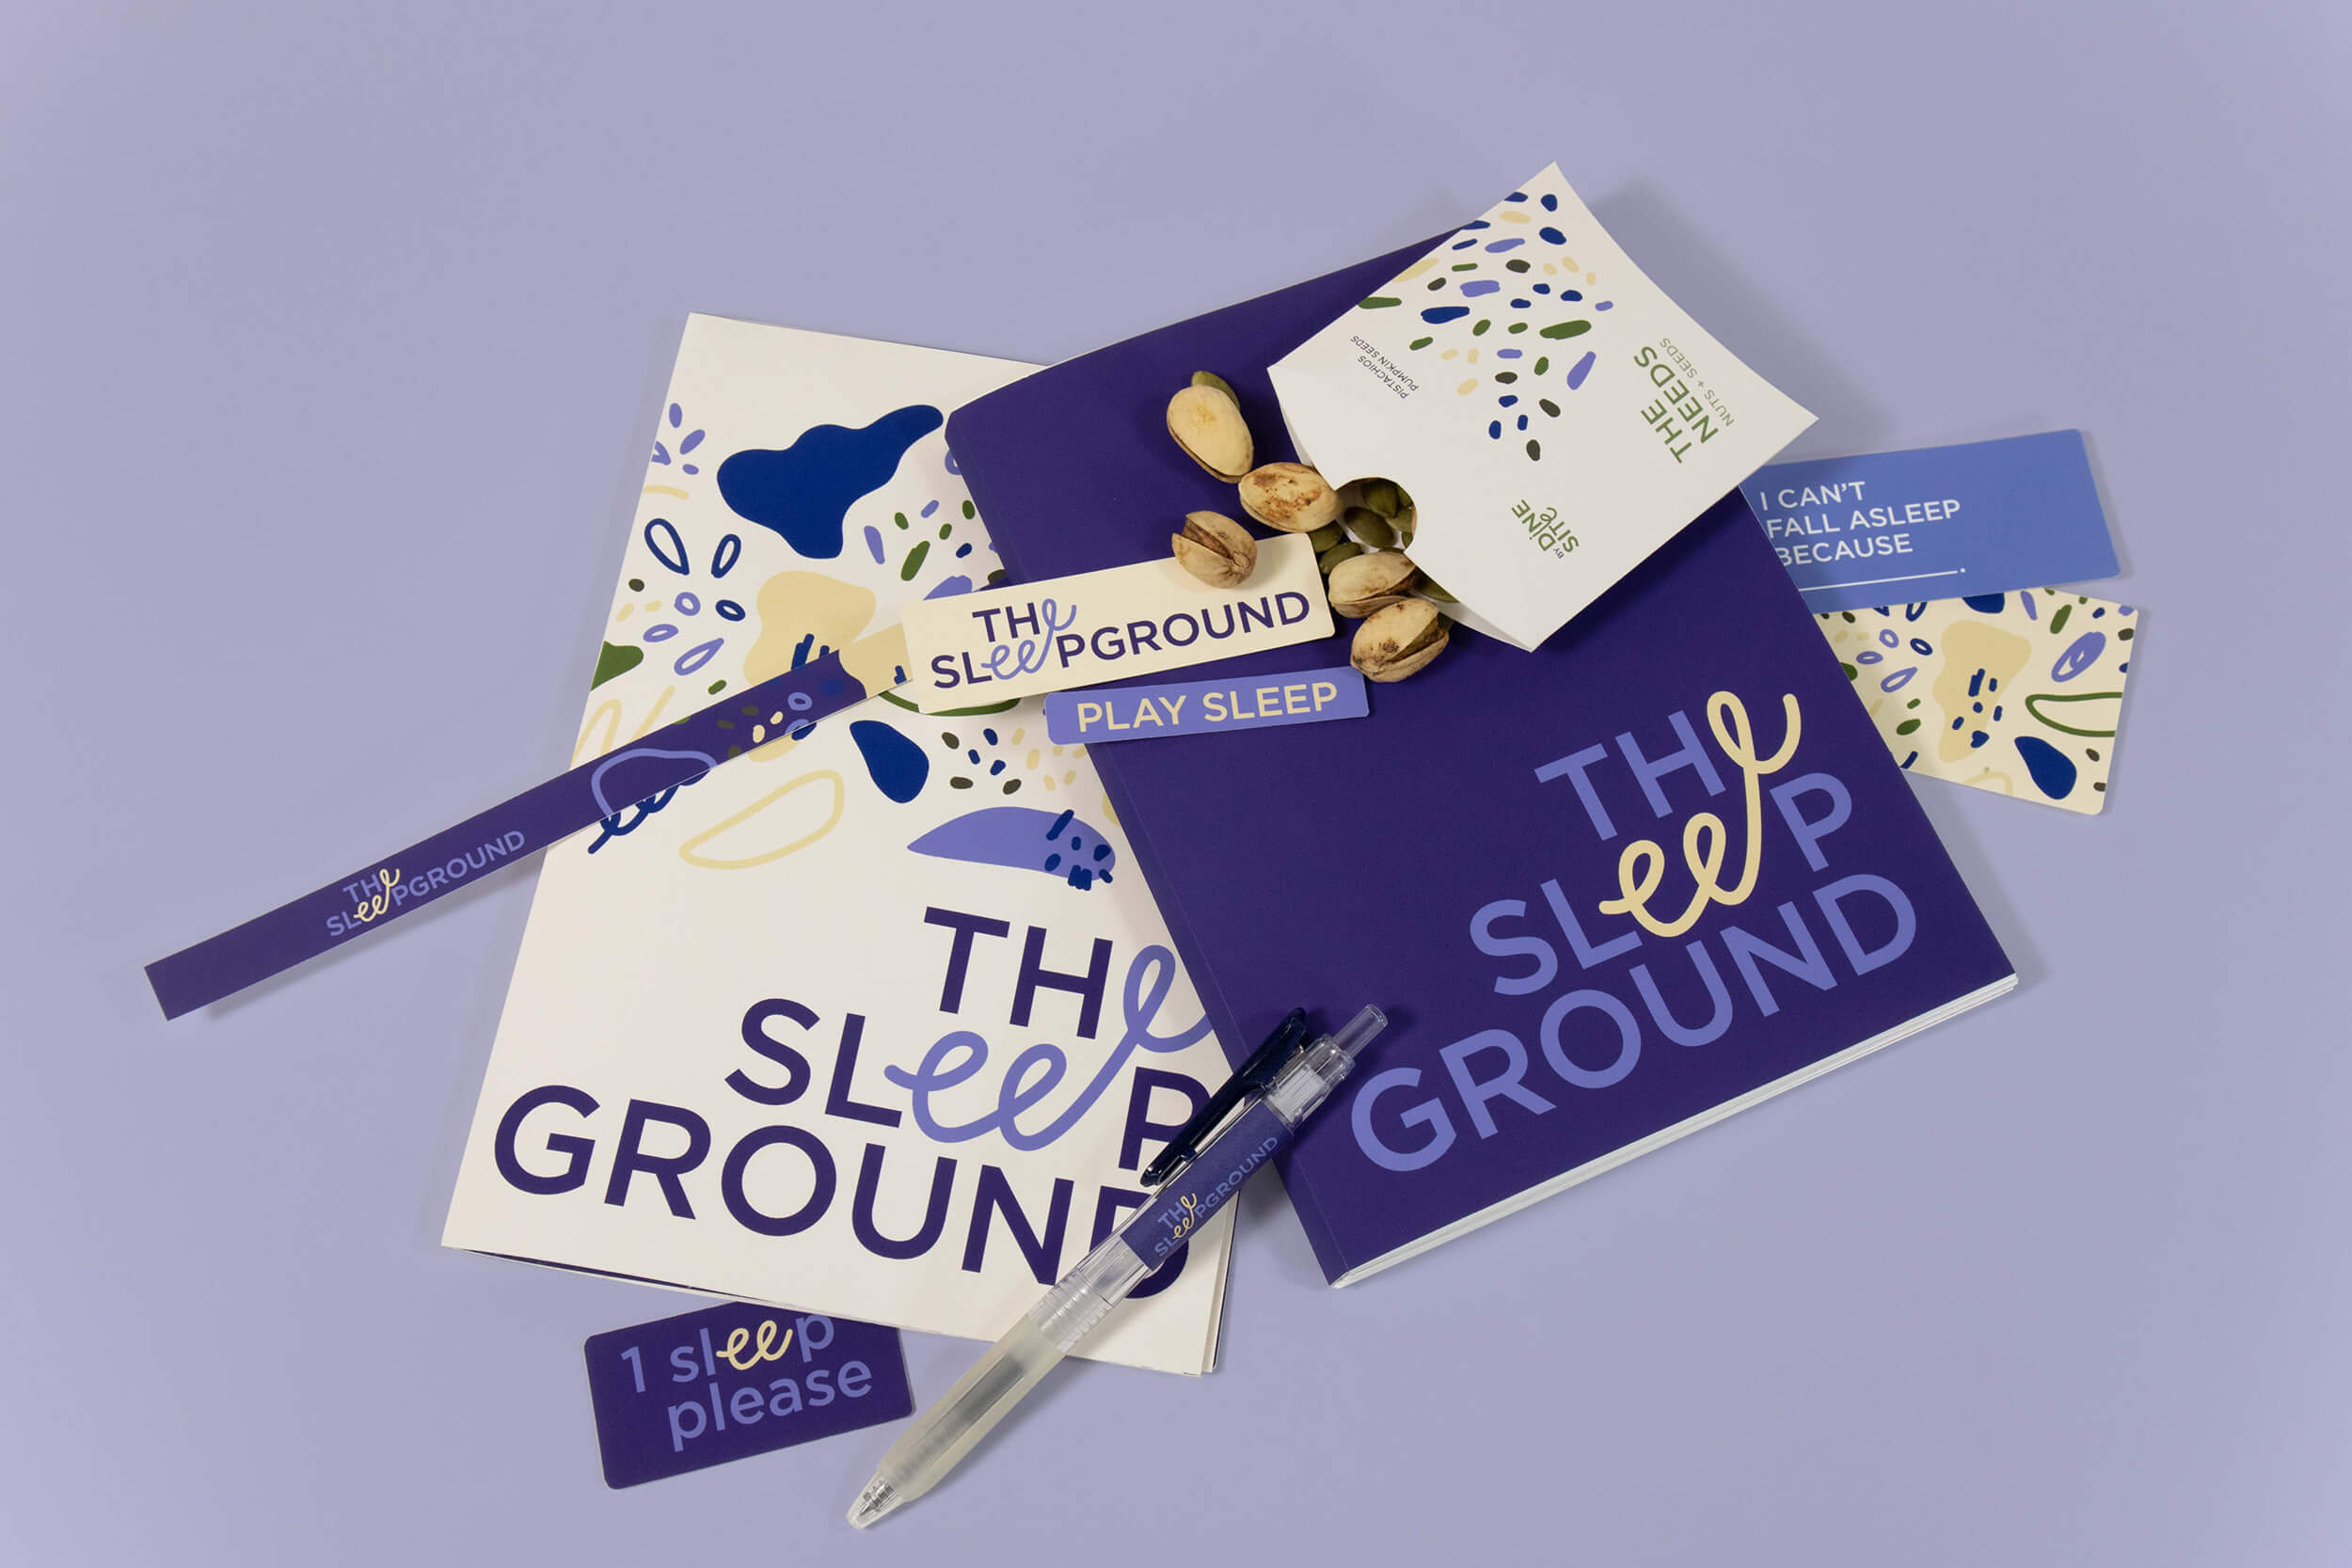 THE
NEEDS
NUTS + SEEDS
PISTACHIOS
PUMPKIN SEEDS
BY DINE
SIME
I CAN'T
FALL ASLEEP
BECAUSE
.
THE
SLEEPGROUND
PLAY SLEEP
THE
SLEEP
GROUND
THE
SLEEPGROUND
THE
SLEEP
GROUND
THE
SLEEPGROUND
1 sleep
please